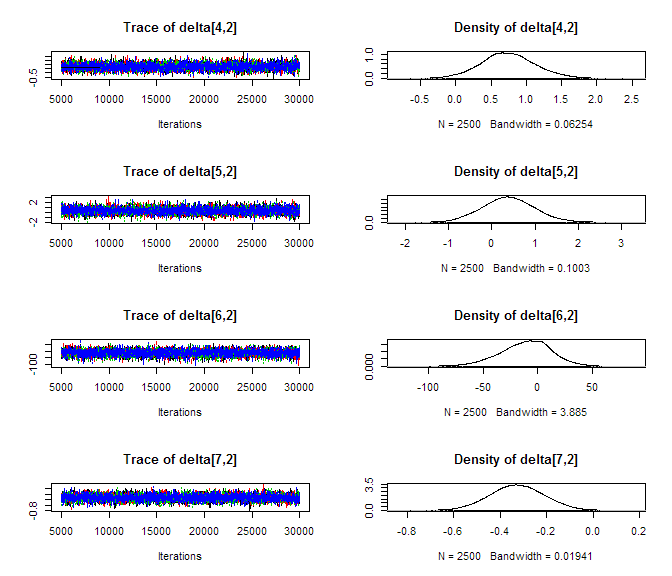 Trace of delta[4,2]
-0.5
5000 10000 15000 20000 25000 30000
Iterations
Density of delta[4,2]
0.0 1.0
-0.5 0.0 0.5 1.0 1.5 2.0 2.5
N = 2500 Bandwidth = 0.06254
Trace of delta[5,2]
-2 2
5000 10000 15000 20000 25000 30000
Iterations
Density of delta[5,2]
0.0
-2 -1 0 1 2 3
N = 2500 Bandwidth = 0.1003
Trace of delta[6,2]
-100
5000 10000 15000 20000 25000 30000
Iterations
Density of delta[6,2]
0.000
-100 -50 0 50
N = 2500 Bandwidth = 3.885
Trace of delta[7,2]
-0.8
5000 10000 15000 20000 25000 30000
Iterations
Density of delta[7,2]
0.0 3.5
-0.8 -0.6 -0.4 -0.2 0.0 0.2
N = 2500 Bandwidth = 0.01941